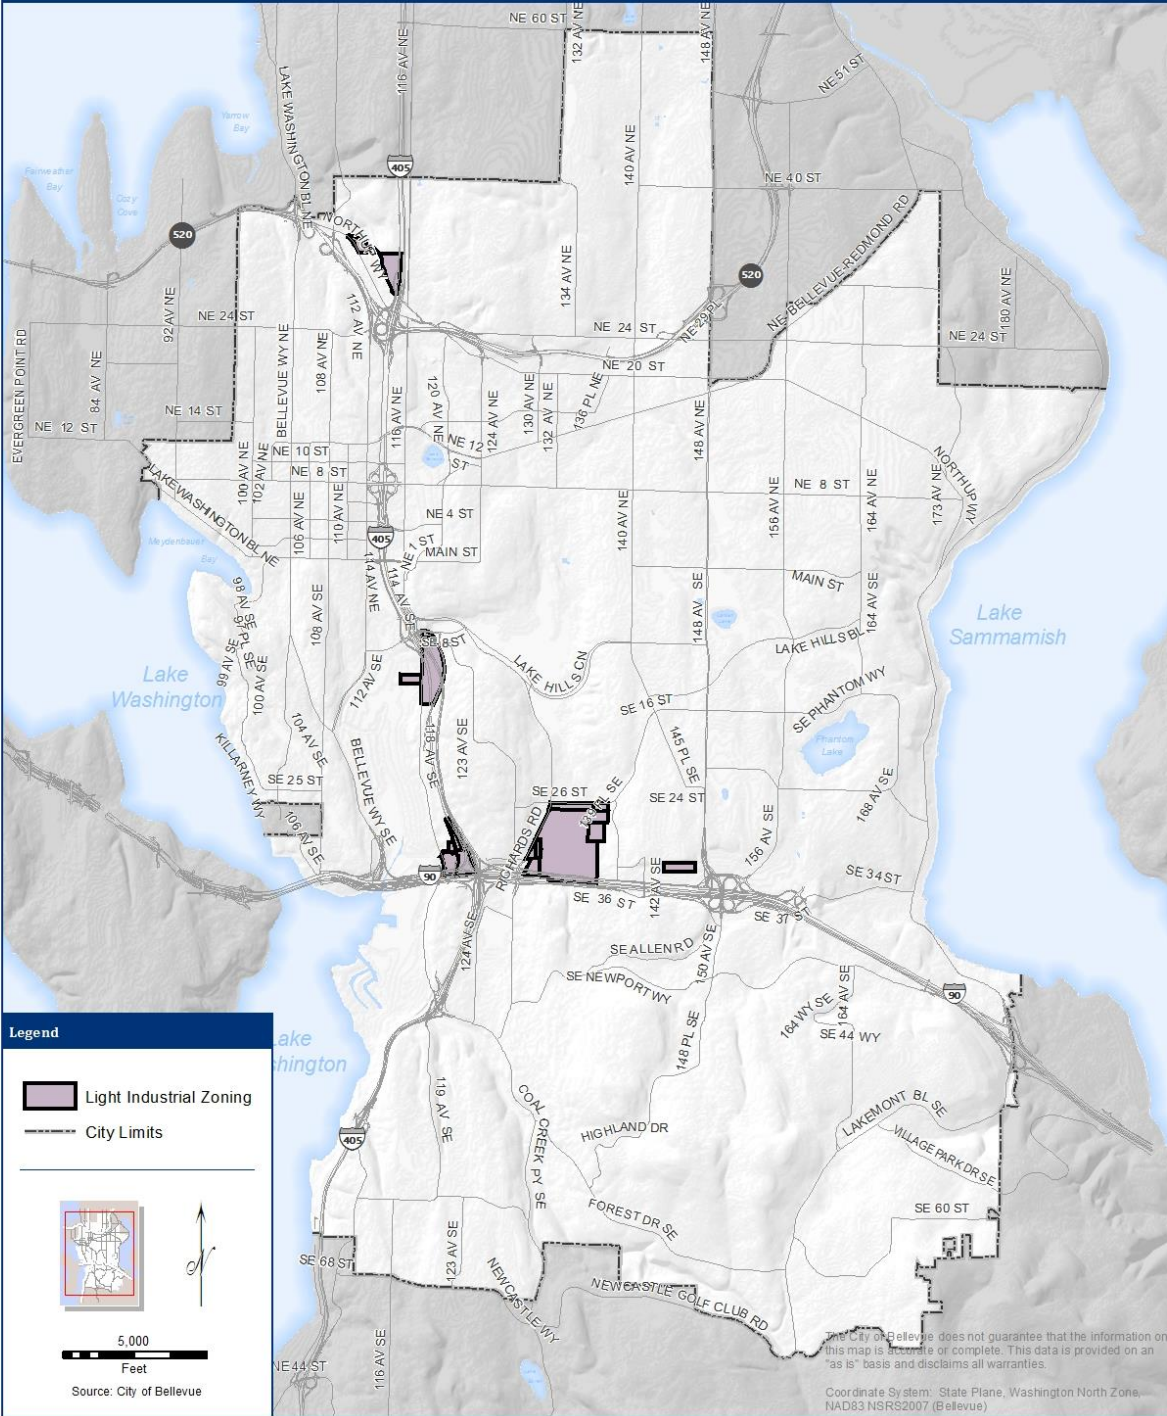 NE 60 ST
132 AV NE
148 AV NE
116 AV NE
LAKE WASHINGTON BL NE
NE 51 ST
Yarrow
Bay
140 AV NE
405
Fairweather
Bay
NE 40 ST
Cozy
Cove
NORTHUP WY
NE BELLEVUE-REDMOND RD
520
134 AV NE
520
180 AV NE
92 AV NE
112 AV NE
NE 24 ST
NE 29 PL
NE 24 ST
NE 24 ST
EVERGREEN POINT RD
84 AV NE
BELLEVUE WY NE
108 AV NE
NE 20 ST
116 AV NE
120 AV NE
124 AV NE
130 AV NE
132 AV NE
136 PL NE
148 AV NE
NE 14 ST
NE 12 ST
NE 12
ST
NE 10 ST
100 AV NE
102 AV NE
NE 8 ST
NE 8 ST
LAKE WASHINGTON BL NE
106 AV NE
110 AV NE
140 AV NE
156 AV NE
164 AV NE
173 AV NE
NORTHUP WY
NE 4 ST
405
NE 1 ST
MAIN ST
Meydenbauer
Bay
MAIN ST
114 AV NE
114 AV SE
98 AV SE
97 PL SE
108 AV SE
148 AV SE
164 AV SE
Lake
Sammamish
SE 8 ST
LAKE HILLS BL
99 AV SE
100 AV SE
112 AV SE
LAKE HILLS CN
Lake
Washington
SE 16 ST
SE PHANTOM WY
104 AV SE
118 AV SE
123 AV SE
145 PL SE
Phantom
Lake
KILLARNEY WY
BELLEVUE WY SE
SE 25 ST
SE 26 ST
SE 24 ST
168 AV SE
106 AV SE
RICHARDS RD
139 PL SE
156 AV SE
90
142 AV SE
SE 34 ST
SE 36 ST
SE 37 ST
124 AV SE
SE ALLEN RD
150 AV SE
SE NEWPORT WY
164 WY SE
164 AV SE
90
SE 44 WY
148 PL SE
Lake
shington
119 AV SE
COAL CREEK PY SE
LAKEMONT BL SE
HIGHLAND DR
VILLAGE PARK DR SE
405
FOREST DR SE
SE 60 ST
123 AV SE
SE 68 ST
NEWCASTLE WY
NEWCASTLE GOLF CLUB RD
116 AV SE
NE 44 ST
Legend
Light Industrial Zoning
City Limits
N
5,000
Feet
Source: City of Bellevue
The City of Bellevue does not guarantee that the information on
this map is accurate or complete. This data is provided on an
"as is" basis and disclaims all warranties.
Coordinate System: State Plane, Washington North Zone,
NAD83 NSRS2007 (Bellevue)